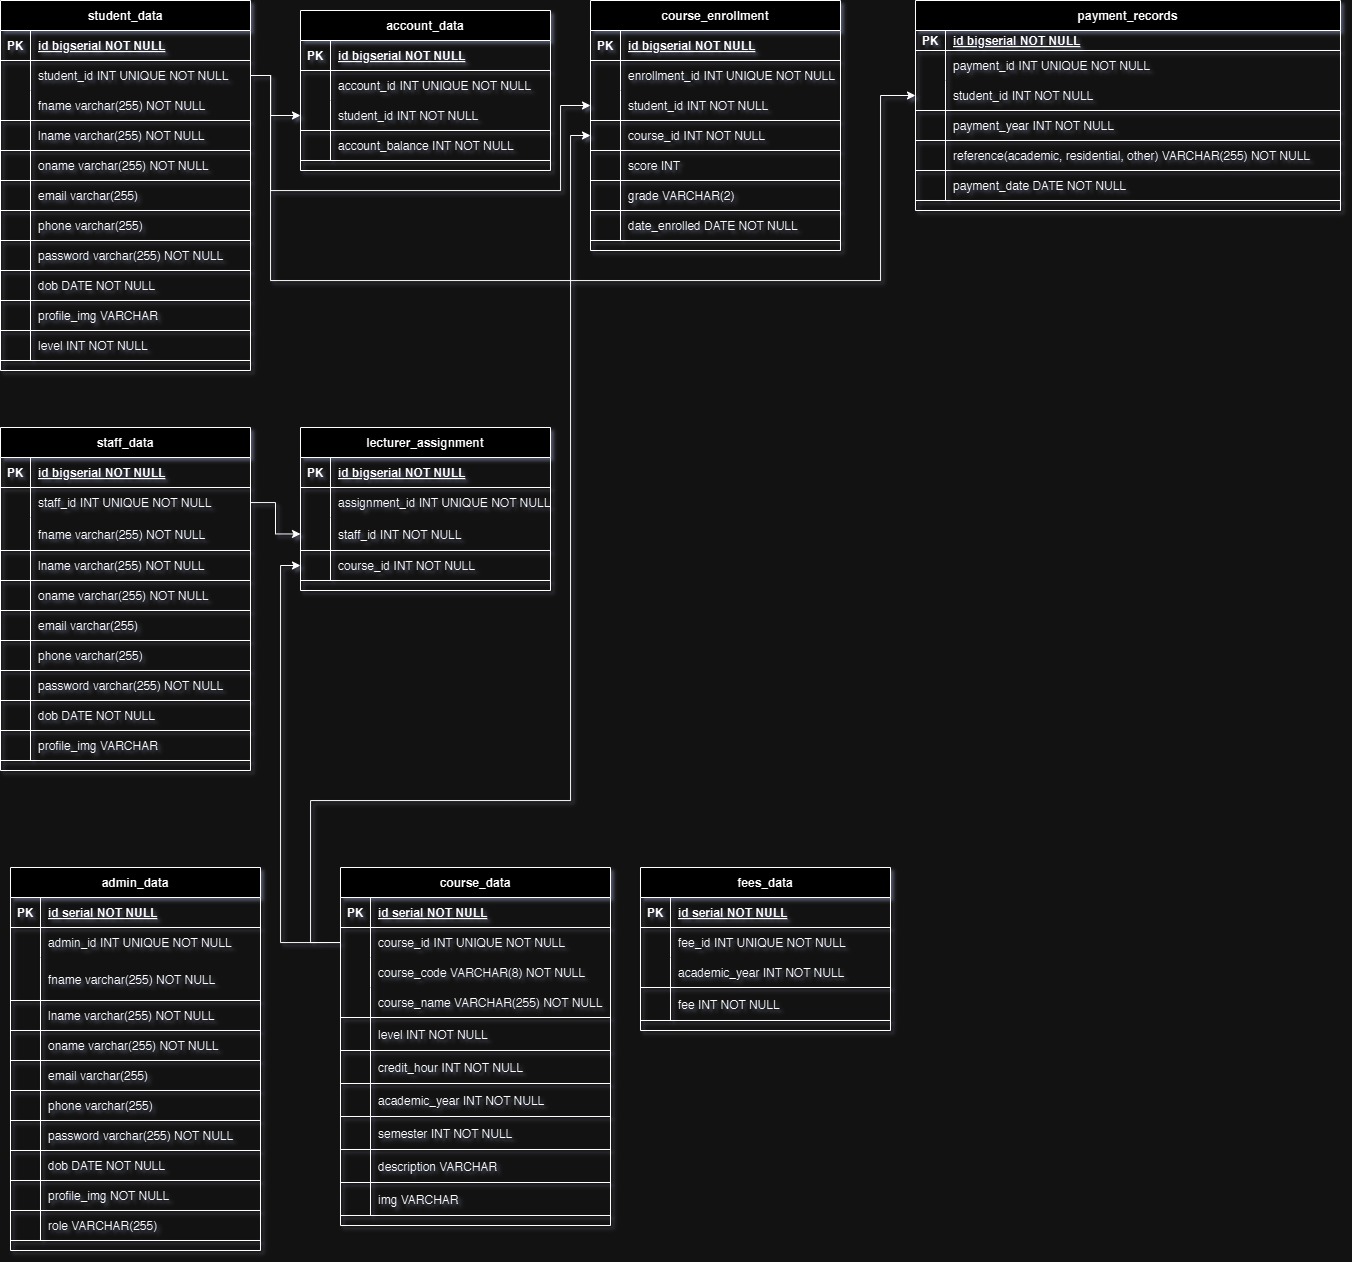 student_data
PK id bigserial NOT NULL
student_id INT UNIQUE NOT NULL
fname varchar(255) NOT NULL
lname varchar(255) NOT NULL
oname varchar(255) NOT NULL
email varchar(255)
phone varchar(255)
password varchar(255) NOT NULL
dob DATE NOT NULL
profile_img VARCHAR
level INT NOT NULL
account_data
PK id bigserial NOT NULL
account_id INT UNIQUE NOT NULL
student_id INT NOT NULL
account_balance INT NOT NULL
course_enrollment
PK id bigserial NOT NULL
enrollment_id INT UNIQUE NOT NULL
student_id INT NOT NULL
course_id INT NOT NULL
score INT
grade VARCHAR(2)
date_enrolled DATE NOT NULL
payment_records
PK id bigserial NOT NULL
payment_id INT UNIQUE NOT NULL
student_id INT NOT NULL
payment_year INT NOT NULL
reference(academic, residential, other) VARCHAR(255) NOT NULL
payment_date DATE NOT NULL
staff_data
PK id bigserial NOT NULL
staff_id INT UNIQUE NOT NULL
fname varchar(255) NOT NULL
lname varchar(255) NOT NULL
oname varchar(255) NOT NULL
email varchar(255)
phone varchar(255)
password varchar(255) NOT NULL
dob DATE NOT NULL
profile_img VARCHAR
lecturer_assignment
PK id bigserial NOT NULL
assignment_id INT UNIQUE NOT NULL
staff_id INT NOT NULL
course_id INT NOT NULL
admin_data
PK id serial NOT NULL
admin_id INT UNIQUE NOT NULL
fname varchar(255) NOT NULL
lname varchar(255) NOT NULL
oname varchar(255) NOT NULL
email varchar(255)
phone varchar(255)
password varchar(255) NOT NULL
dob DATE NOT NULL
profile_img NOT NULL
role VARCHAR(255)
course_data
PK id serial NOT NULL
course_id INT UNIQUE NOT NULL
course_code VARCHAR(8) NOT NULL
course_name VARCHAR(255) NOT NULL
level INT NOT NULL
credit_hour INT NOT NULL
academic_year INT NOT NULL
semester INT NOT NULL
description VARCHAR
img VARCHAR
fees_data
PK id serial NOT NULL
fee_id INT UNIQUE NOT NULL
academic_year INT NOT NULL
fee INT NOT NULL